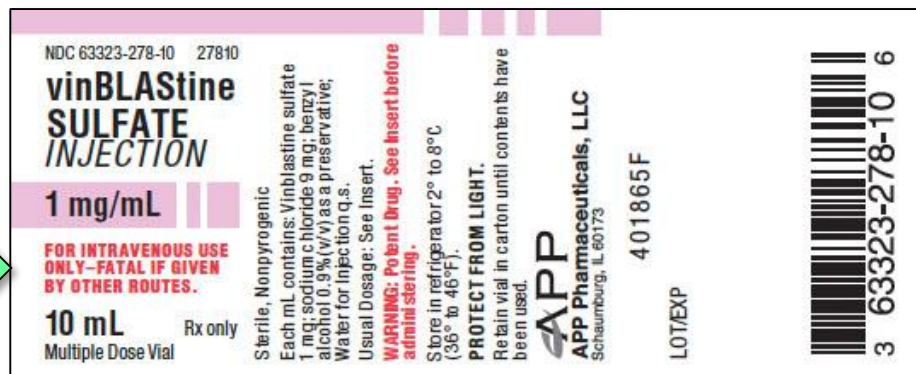 NDC 63323-278-10 27810
vinBLAStine
SULFATE
INJECTION
1 mg/mL
FOR INTRAVENOUS USE
ONLY–FATAL IF GIVEN
BY OTHER ROUTES.
10 mL Rx only
Multiple Dose Vial
Sterile, Nonpyrogenic
Each mL contains: Vinblastine sulfate
1 mg; sodium chloride 9 mg; benzyl
alcohol 0.9% (v/v) as a preservative;
Water for Injection q.s.
Usual Dosage: See Insert.
WARNING: Potent Drug. See Insert before
administering.
Store in refrigerator 2° to 8°C
(36° to 46°F).
PROTECT FROM LIGHT.
Retain vial in carton until contents have
been used.
APP
APP Pharmaceuticals, LLC
Schaumburg, IL 60173
401865F
LOT/EXP
3 63323-278-10 6